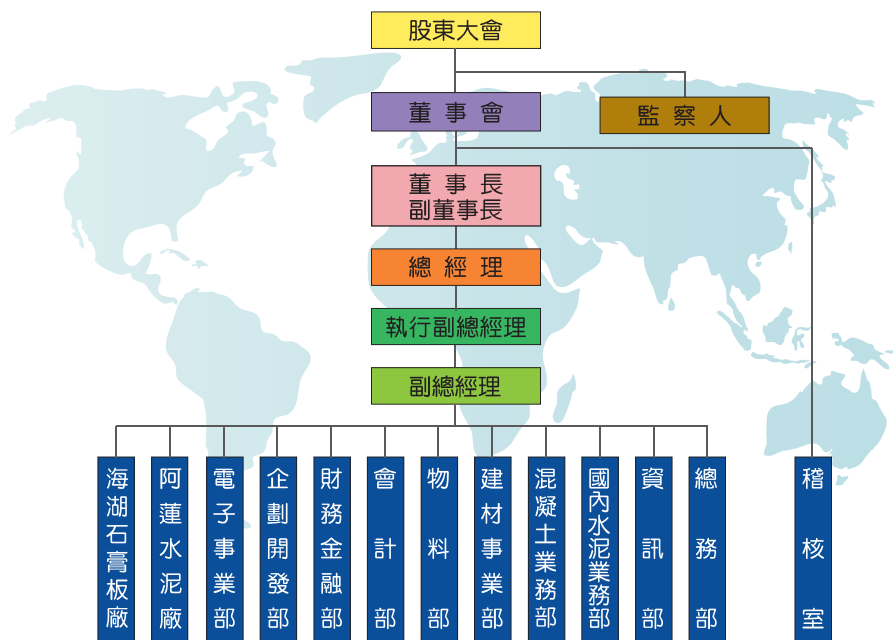 股東大會
董事會
監察人
董事長
副董事長
總經理
執行副總經理
副總經理
海湖石膏板廠
阿蓮水泥廠
電子事業部
企劃開發部
財務金融部
會計部
物料部
建材事業部
混凝土業務部
國內水泥業務部
資訊部
總務部
稽核室